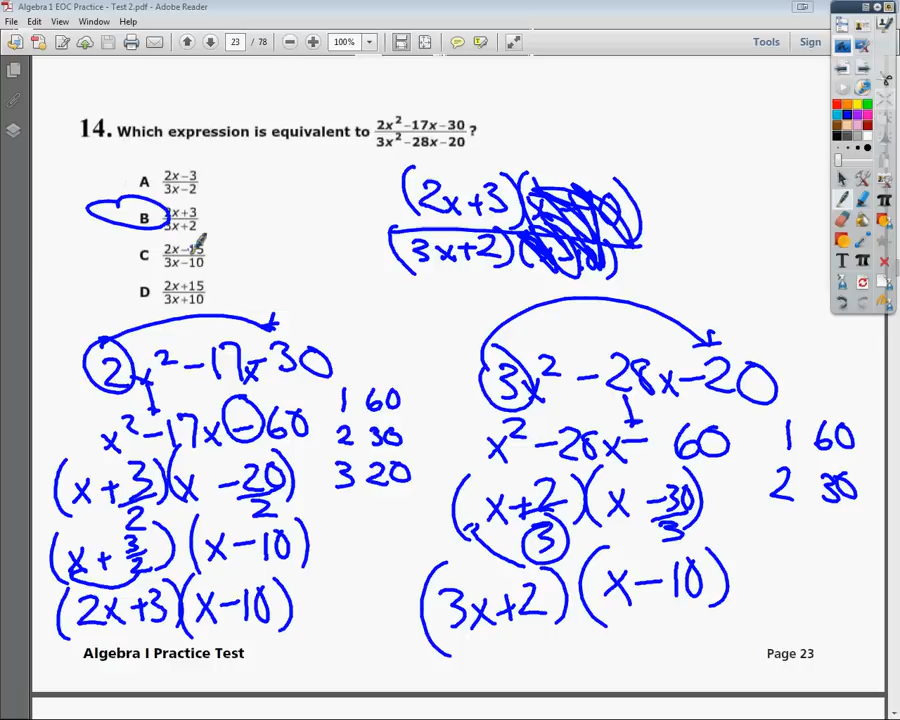 Algebra 1 EOC Practice - Test 2.pdf - Adobe Reader
File Edit View Window Help
23 / 78 100% Tools Sign
14. Which expression is equivalent to (2x²-17x-30)/(3x²-28x-20)?
A (2x-3)/(3x-2)
B x+3/3x+2
C 2x-15/3x-10
D (2x+15)/(3x+10)
(2x+3)
(3x+2)
2x² -17x-30
x² -17x -60
(x+3/2)(x -20/2)
(x+3/2)(x-10)
(2x+3)(x-10)
1 60
2 30
3 20
3x² -28x-20
x² -28x- 60
(x+2/3)(x -30/3)
(3x+2)(x-10)
1 60
2 30
Algebra I Practice Test
Page 23